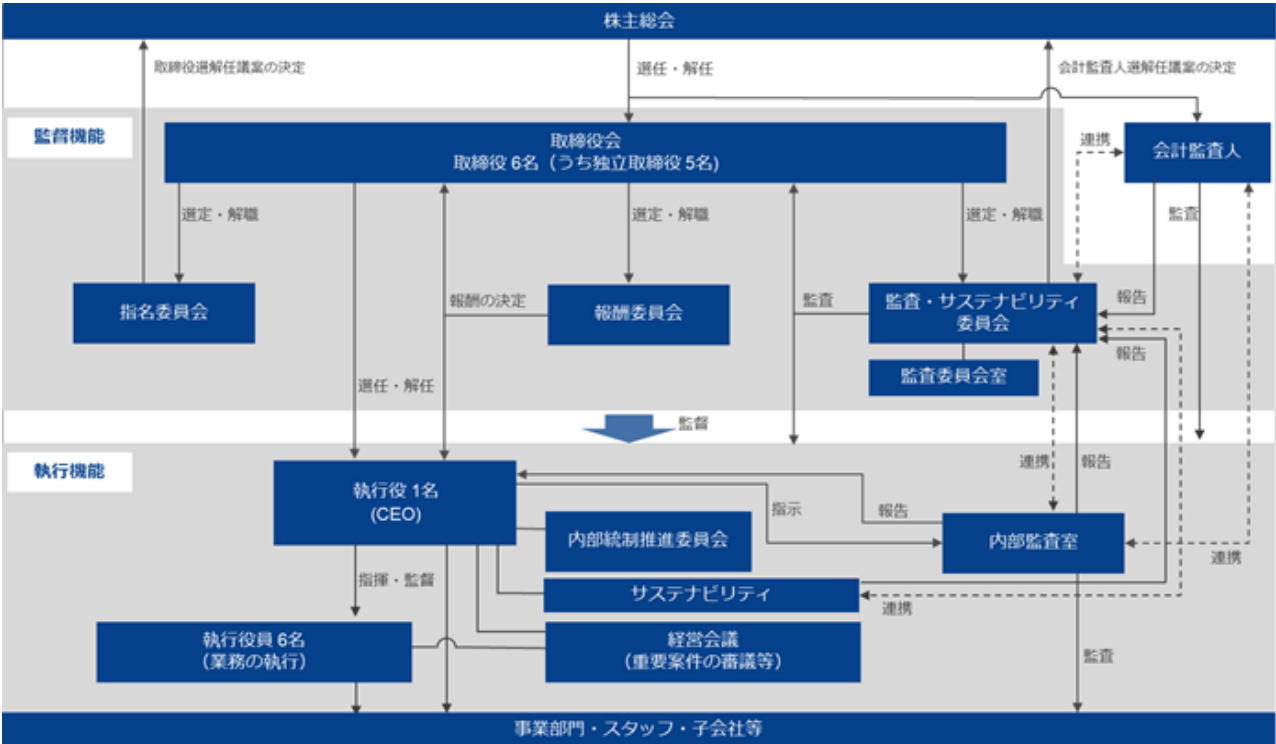 株主総会
取締役選解任議案の決定
選任・解任
会計監査人選解任議案の決定
監督機能
取締役会
取締役 6名（うち独立取締役 5名)
連携
会計監査人
選定・解職
選定・解職
選定・解職
監査
指名委員会
報酬の決定
報酬委員会
監査
監査・サステナビリティ
委員会
報告
報告
監査委員会室
選任・解任
監督
執行機能
執行役 1名
(CEO)
連携
報告
指示
報告
内部統制推進委員会
内部監査室
連携
指揮・監督
サステナビリティ
連携
執行役員 6名
（業務の執行）
経営会議
（重要案件の審議等）
監査
事業部門・スタッフ・子会社等